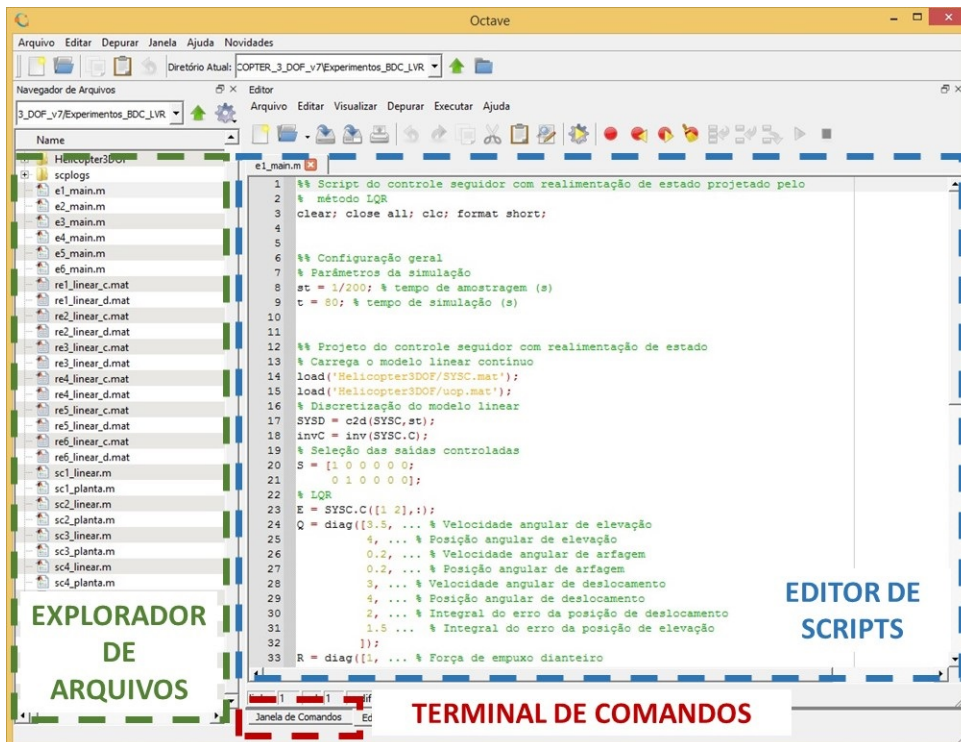 Octave
Arquivo Editar Depurar Janela Ajuda Novidades
Diretório Atual: COPTER_3_DOF_v7\Experimentos_BDC_LVR
Navegador de Arquivos
3_DOF_v7/Experimentos_BDC_LVR
Name
Helicopter3DOF
scplogs
e1_main.m
e2_main.m
e3_main.m
e4_main.m
e5_main.m
e6_main.m
re1_linear_c.mat
re1_linear_d.mat
re2_linear_c.mat
re2_linear_d.mat
re3_linear_c.mat
re3_linear_d.mat
re4_linear_c.mat
re4_linear_d.mat
re5_linear_c.mat
re5_linear_d.mat
re6_linear_c.mat
re6_linear_d.mat
sc1_linear.m
sc1_planta.m
sc2_linear.m
sc2_planta.m
sc3_linear.m
sc3_planta.m
sc4_linear.m
sc4_planta.m
EXPLORADOR
DE
ARQUIVOS
Editor
Arquivo Editar Visualizar Depurar Executar Ajuda
e1_main.m
1 %% Script do controle seguidor com realimentação de estado projetado pelo
2 % método LQR
3 clear; close all; clc; format short;
4
5
6 %% Configuração geral
7 % Parâmetros da simulação
8 st = 1/200; % tempo de amostragem (s)
9 t = 80; % tempo de simulação (s)
10
11
12 %% Projeto do controle seguidor com realimentação de estado
13 % Carrega o modelo linear contínuo
14 load('Helicopter3DOF/SYSC.mat');
15 load('Helicopter3DOF/uop.mat');
16 % Discretização do modelo linear
17 SYSD = c2d(SYSC,st);
18 invC = inv(SYSC.C);
19 % Seleção das saídas controladas
20 S = [1 0 0 0 0 0;
21 0 1 0 0 0 0];
22 % LQR
23 E = SYSC.C([1 2],:);
24 Q = diag([3.5, ... % Velocidade angular de elevação
25 4, ... % Posição angular de elevação
26 0.2, ... % Velocidade angular de arfagem
27 0.2, ... % Posição angular de arfagem
28 3, ... % Velocidade angular de deslocamento
29 4, ... % Posição angular de deslocamento
30 2, ... % Integral do erro da posição de deslocamento
31 1.5 ... % Integral do erro da posição de elevação
32 ]);
33 R = diag([1, ... % Força de empuxo dianteiro
EDITOR DE
SCRIPTS
1 1
Janela de Comandos Ed
TERMINAL DE COMANDOS